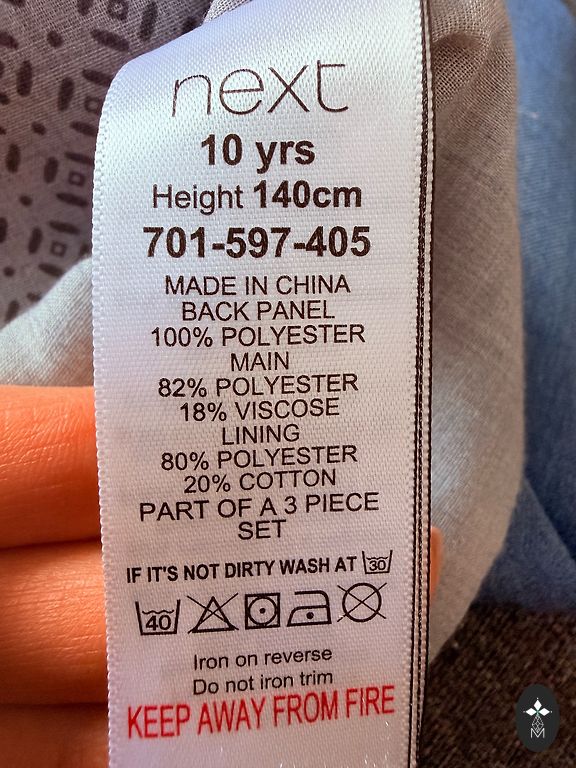 next
10 yrs
Height 140cm
701-597-405
MADE IN CHINA
BACK PANEL
100% POLYESTER
MAIN
82% POLYESTER
18% VISCOSE
LINING
80% POLYESTER
20% COTTON
PART OF A 3 PIECE
SET
IF IT'S NOT DIRTY WASH AT 30
40
Iron on reverse
Do not iron trim
KEEP AWAY FROM FIRE
M